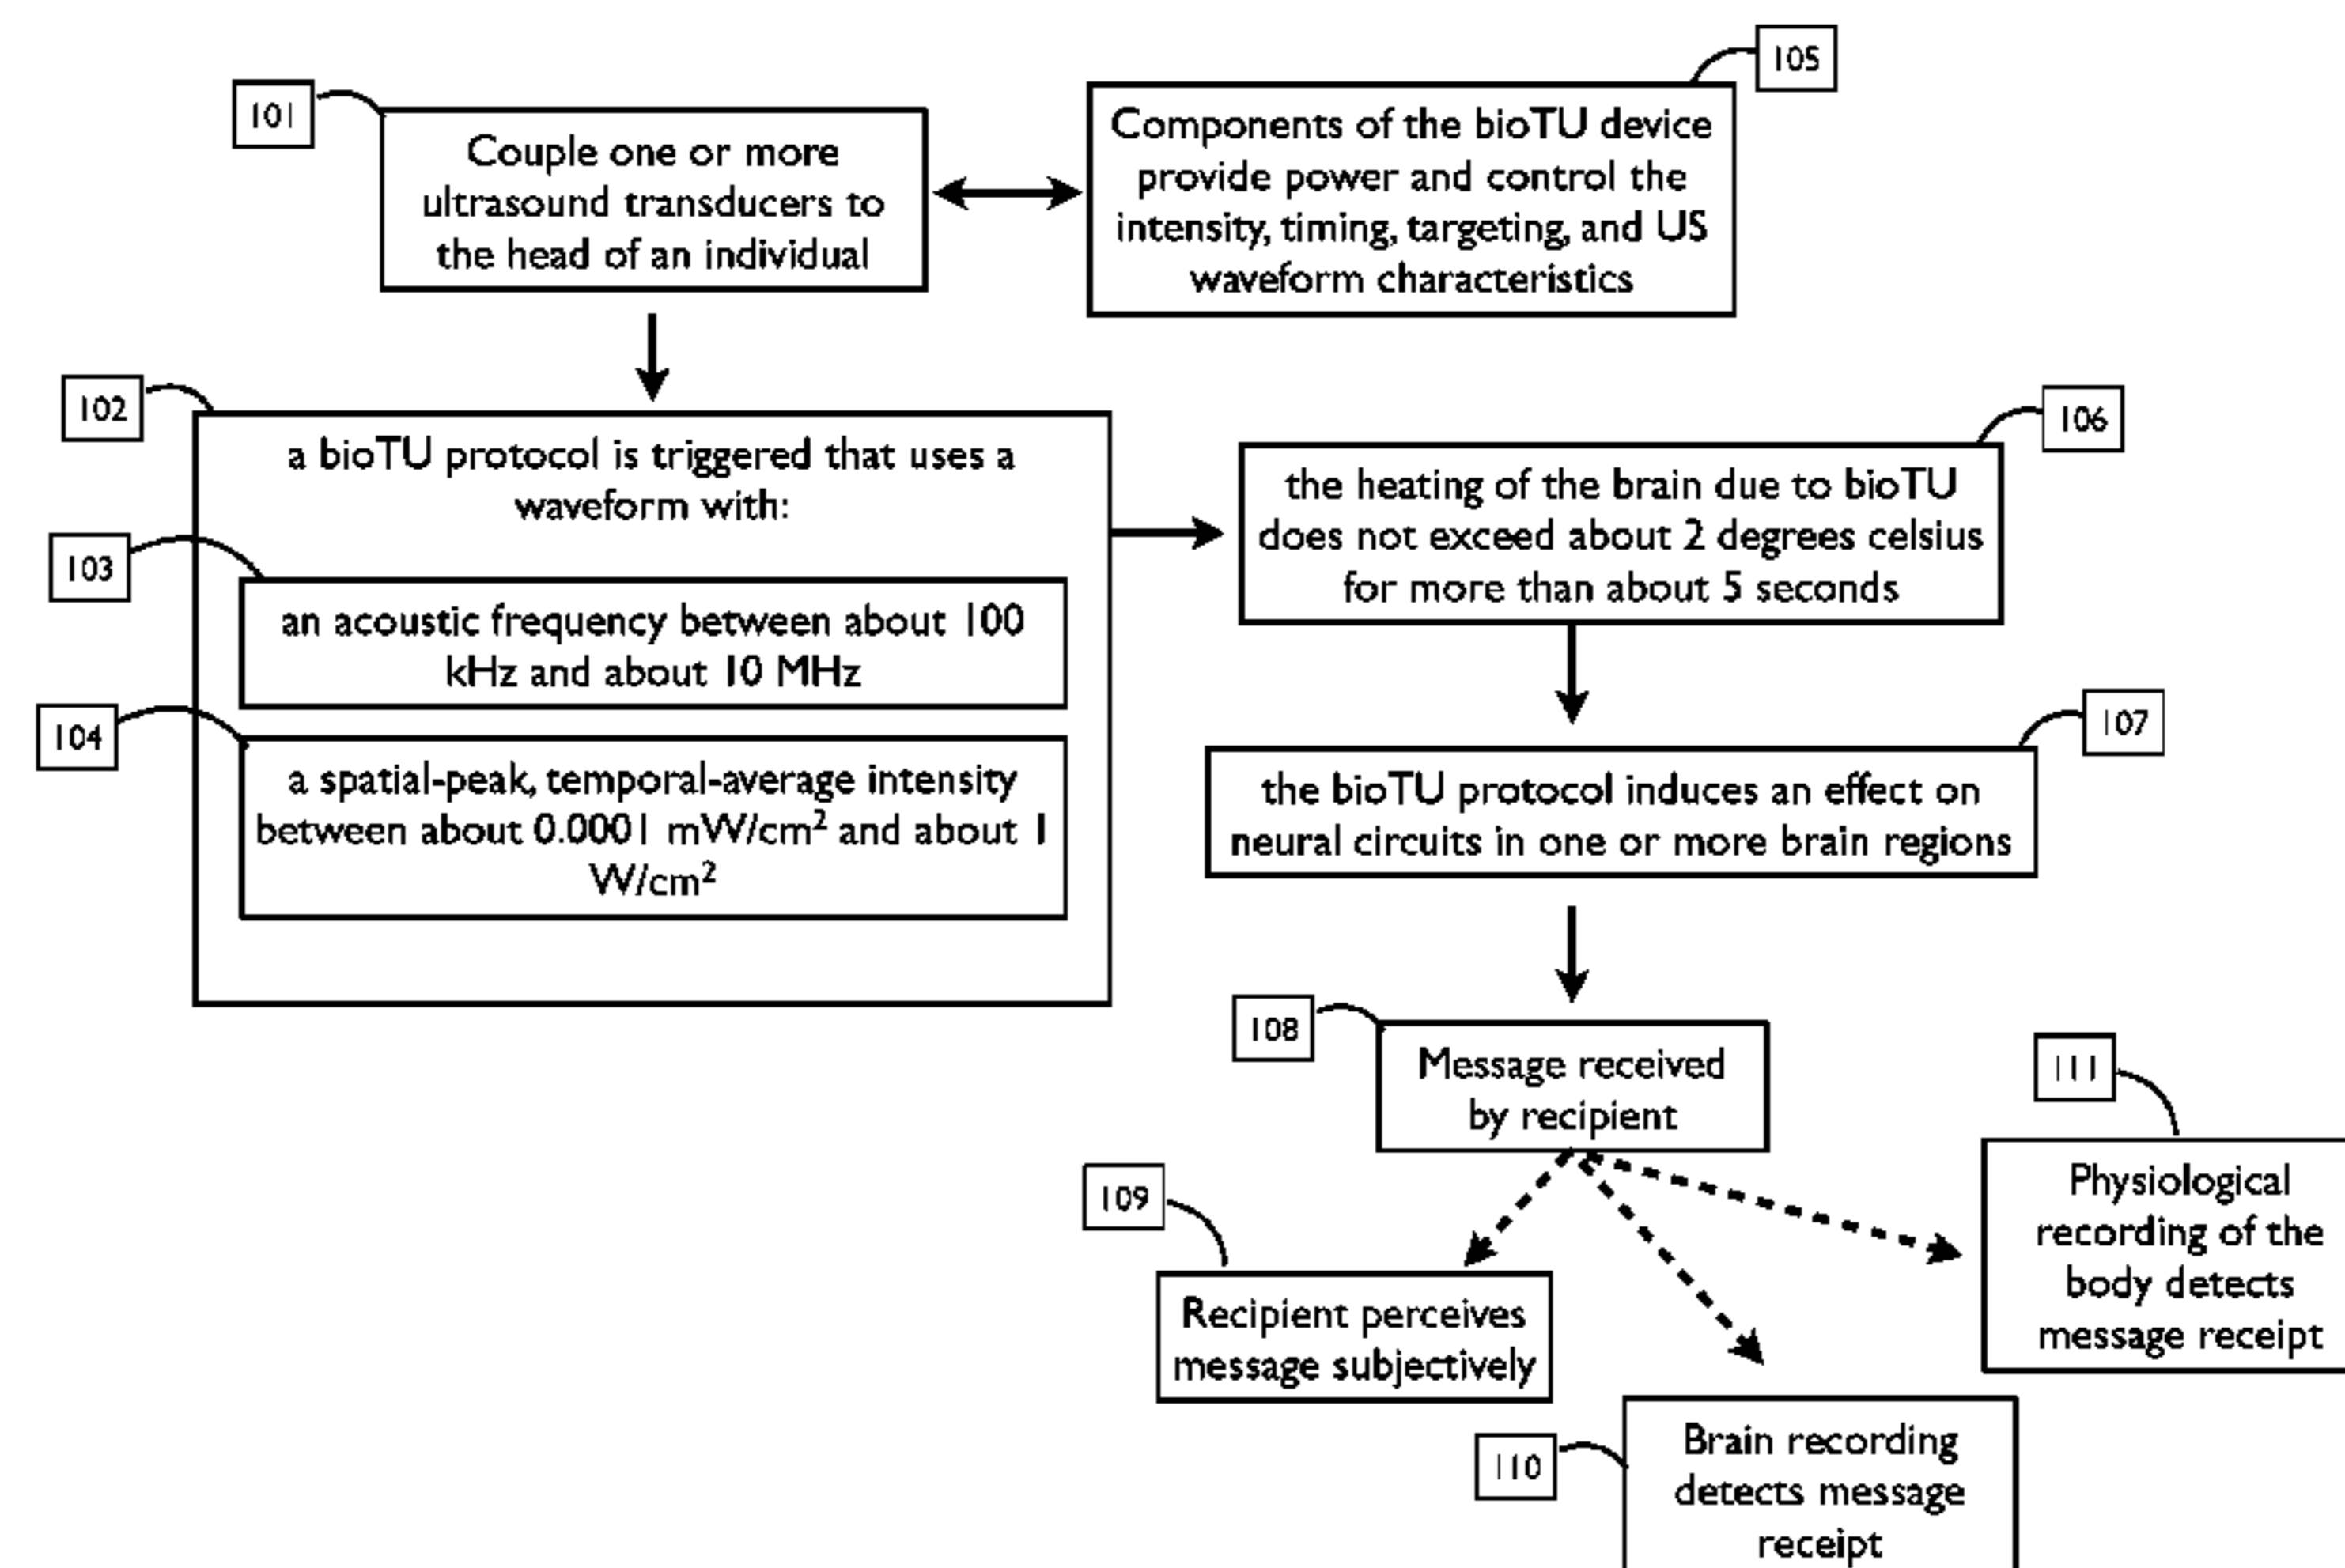 101
Couple one or more
ultrasound transducers to
the head of an individual
105
Components of the bioTU device
provide power and control the
intensity, timing, targeting, and US
waveform characteristics
102
a bioTU protocol is triggered that uses a
waveform with:
103
an acoustic frequency between about 100
kHz and about 10 MHz
104
a spatial-peak, temporal-average intensity
between about 0.0001 mW/cm² and about 1
W/cm²
106
the heating of the brain due to bioTU
does not exceed about 2 degrees celsius
for more than about 5 seconds
107
the bioTU protocol induces an effect on
neural circuits in one or more brain regions
108
Message received
by recipient
109
Recipient perceives
message subjectively
110
Brain recording
detects message
receipt
111
Physiological
recording of the
body detects
message receipt